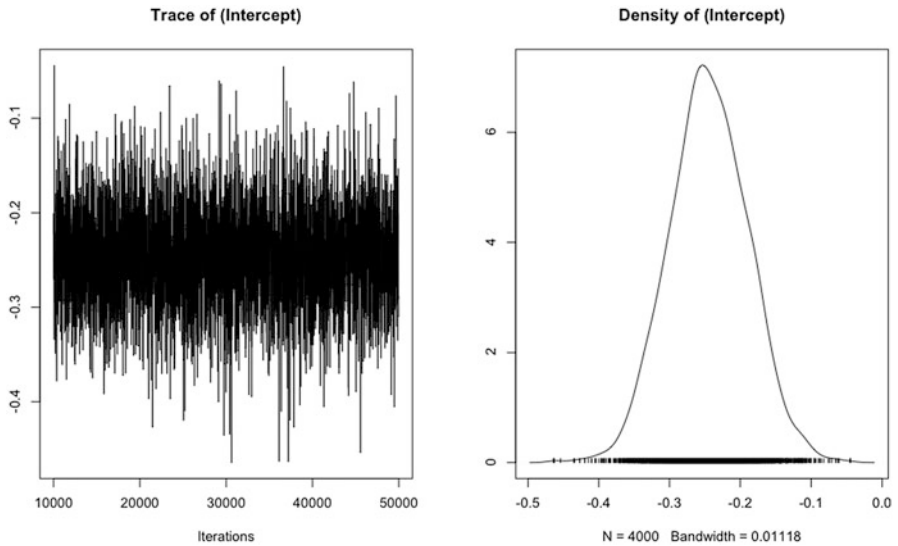 Trace of (Intercept)
-0.1
-0.2
-0.3
-0.4
10000 20000 30000 40000 50000
Iterations
Density of (Intercept)
6
4
2
0
-0.5 -0.4 -0.3 -0.2 -0.1 0.0
N = 4000 Bandwidth = 0.01118